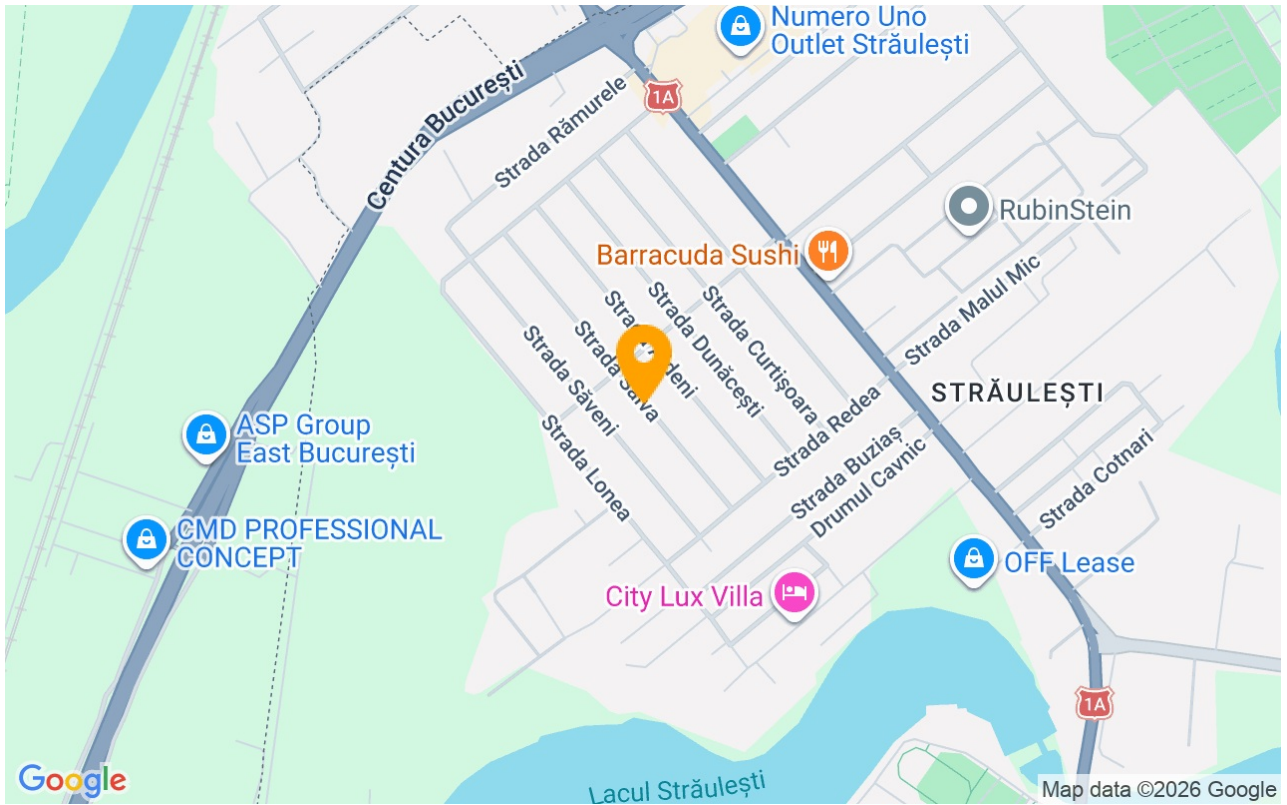 Numero Uno
Outlet Străulești
Centura București
1A
Strada Rămurele
RubinStein
Barracuda Sushi
Strada Malul Mic
Strada Dunăcești
Strada Curtișoara
Strada Săveni
Strada
STRĂULEȘTI
Strada Redea
ASP Group
East București
Strada Lonea
Strada Buziaș
Drumul Cavnic
Strada Cotnari
CMD PROFESSIONAL
CONCEPT
OFF Lease
City Lux Villa
1A
Lacul Străulești
Google
Map data ©2026 Google